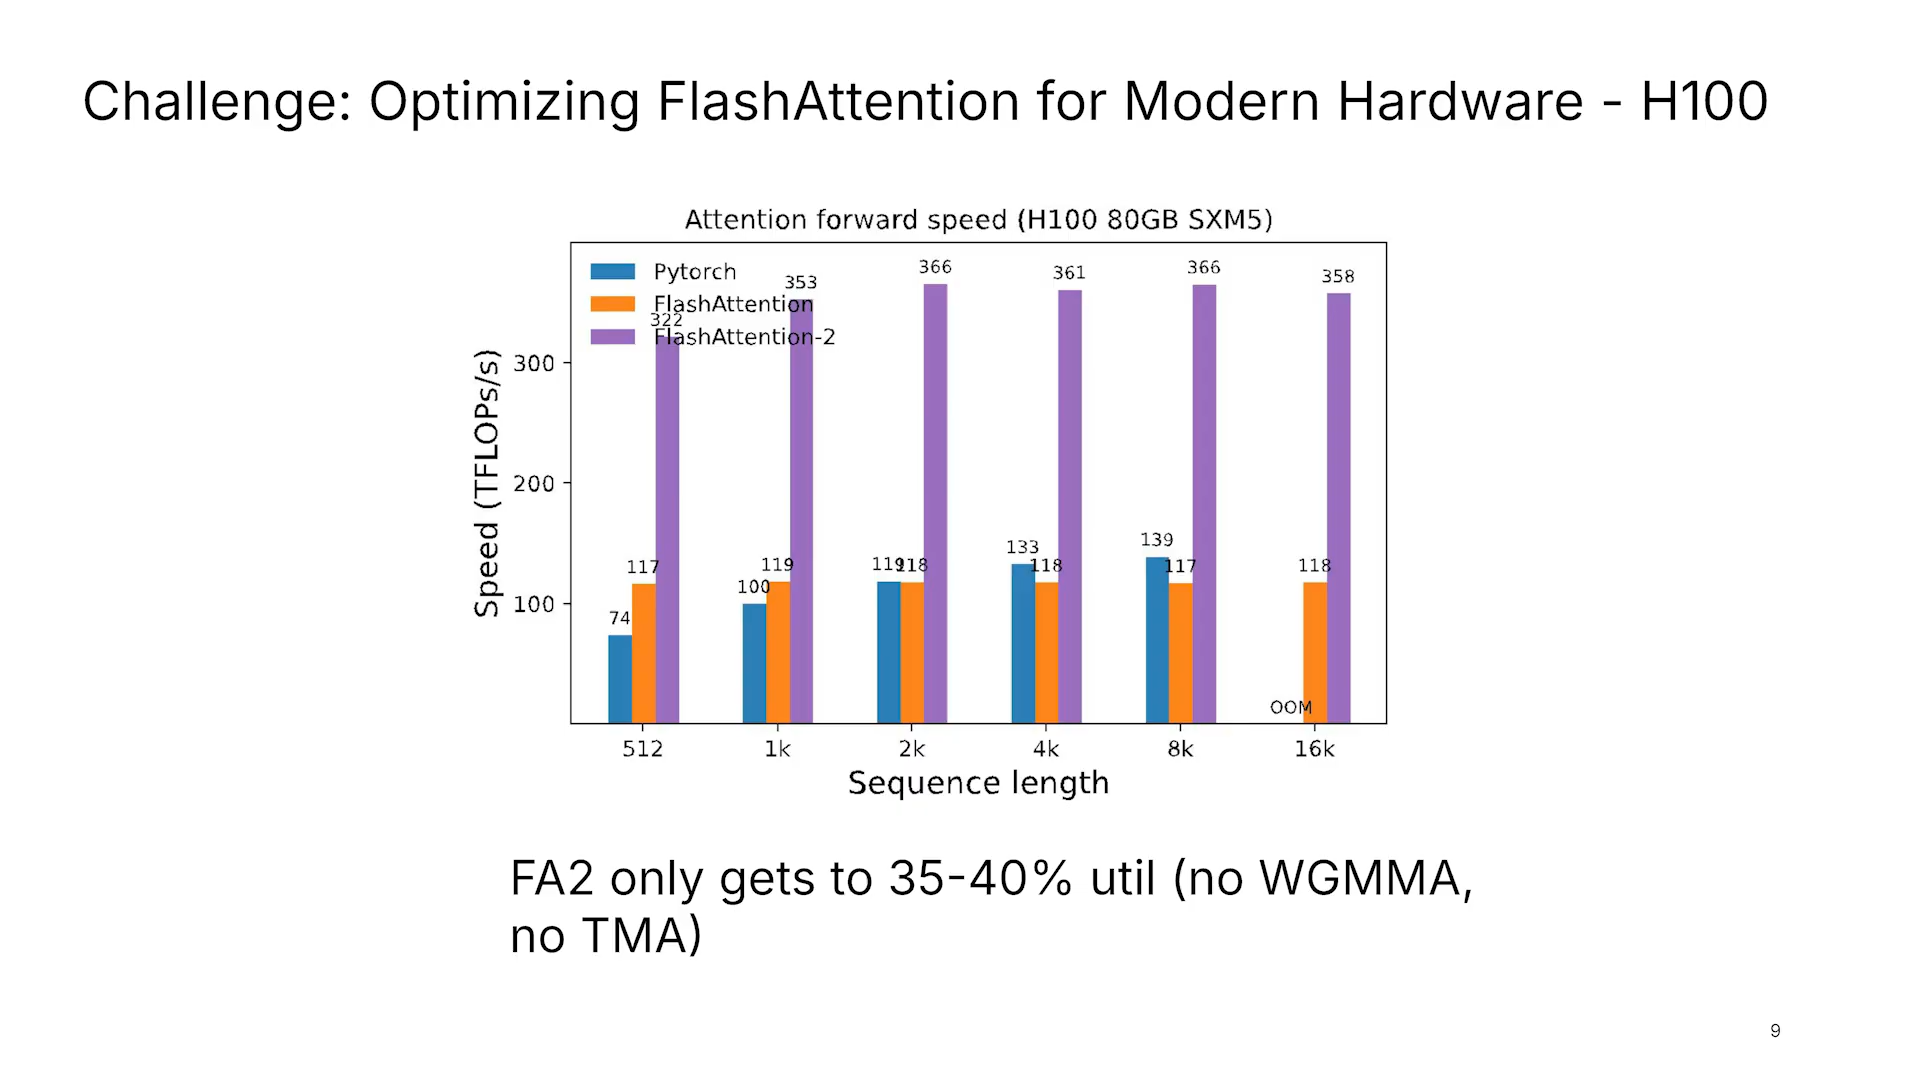 Challenge: Optimizing FlashAttention for Modern Hardware - H100
Attention forward speed (H100 80GB SXM5)
Pytorch
FlashAttention
FlashAttention-2
Speed (TFLOPs/s)
300
200
100
74
117
322
100
119
353
119
118
366
133
118
361
139
117
366
OOM
118
358
512
1k
2k
4k
8k
16k
Sequence length
FA2 only gets to 35-40% util (no WGMMA,
no TMA)
9